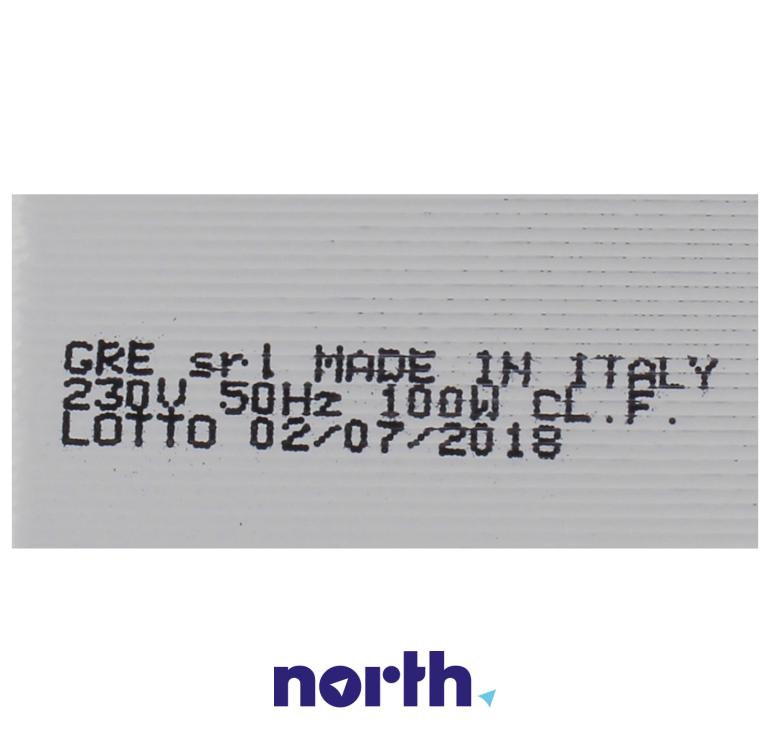 GRE srl MADE IN ITALY
230V 50Hz 100W CL.F.
LOTTO 02/07/2018
north